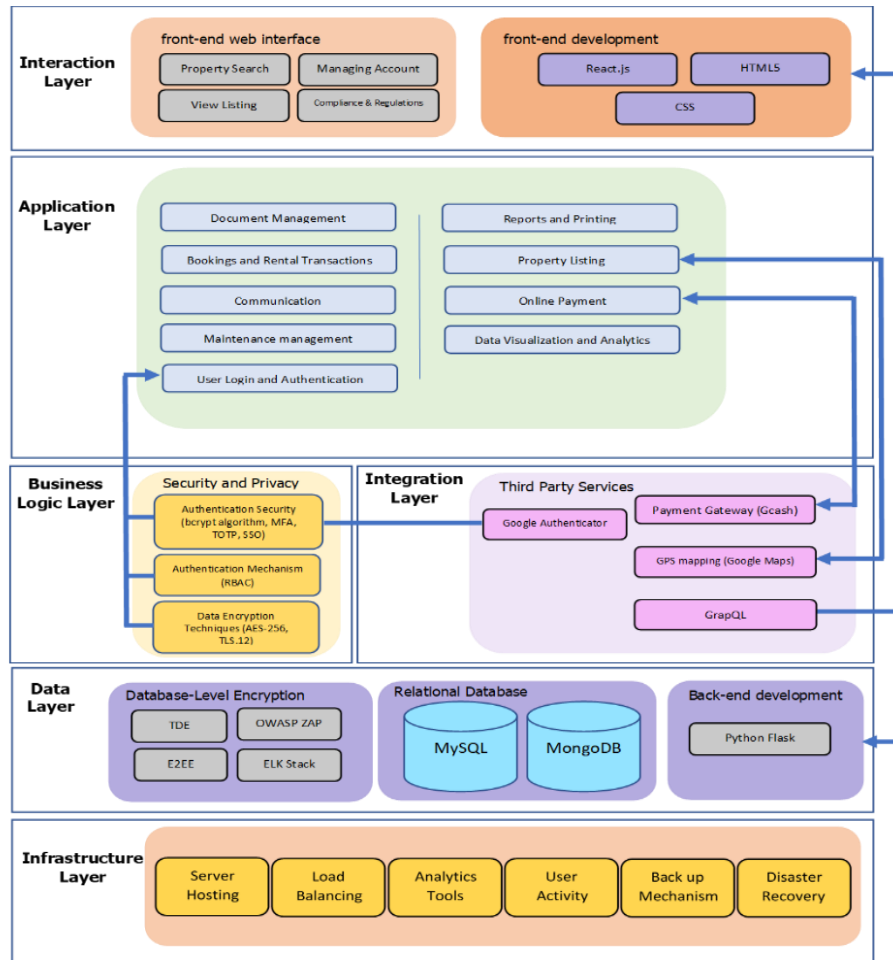 Interaction
Layer
front-end web interface
Property Search
Managing Account
View Listing
Compliance & Regulations
front-end development
React.js
HTML5
CSS
Application
Layer
Document Management
Bookings and Rental Transactions
Communication
Maintenance management
User Login and Authentication
Reports and Printing
Property Listing
Online Payment
Data Visualization and Analytics
Business
Logic Layer
Security and Privacy
Authentication Security
(bcrypt algorithm, MFA,
TOTP, SSO)
Authentication Mechanism
(RBAC)
Data Encryption
Techniques (AES-256,
TLS.12)
Integration
Layer
Third Party Services
Google Authenticator
Payment Gateway (Gcash)
GPS mapping (Google Maps)
GrapQL
Data
Layer
Database-Level Encryption
TDE
OWASP ZAP
E2EE
ELK Stack
Relational Database
MySQL
MongoDB
Back-end development
Python Flask
Infrastructure
Layer
Server
Hosting
Load
Balancing
Analytics
Tools
User
Activity
Back up
Mechanism
Disaster
Recovery